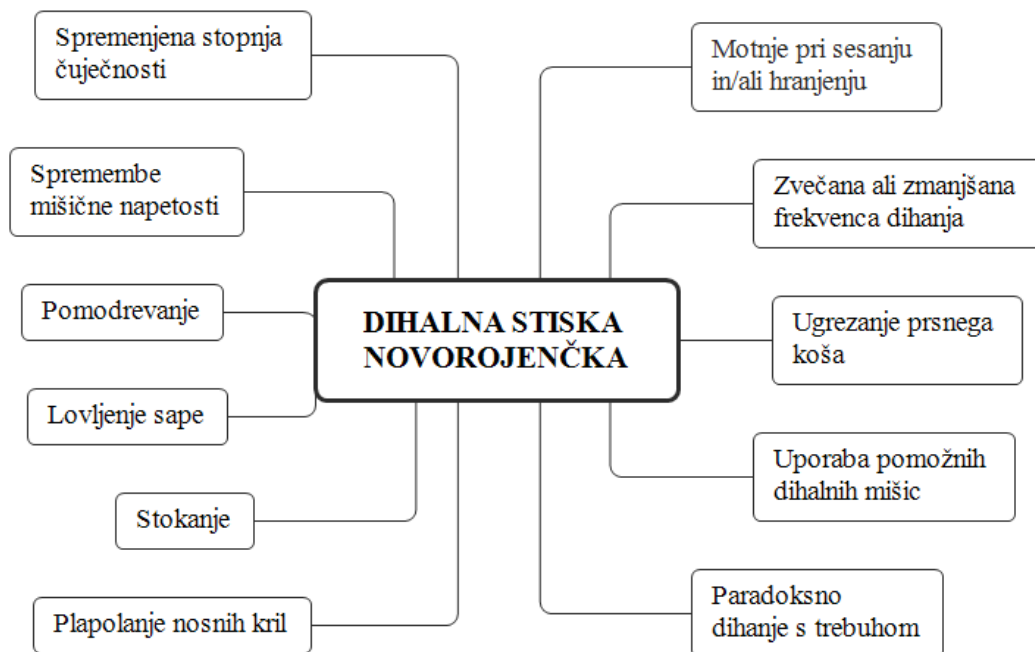 Spremenjena stopnja
čuječnosti
Motnje pri sesanju
in/ali hranjenju
Spremembe
mišične napetosti
Zvečana ali zmanjšana
frekvenca dihanja
Pomodrevanje
DIHALNA STISKA
NOVOROJENČKA
Ugrezanje prsnega
koša
Lovljenje sape
Uporaba pomožnih
dihalnih mišic
Stokanje
Plapolanje nosnih kril
Paradoksno
dihanje s trebuhom